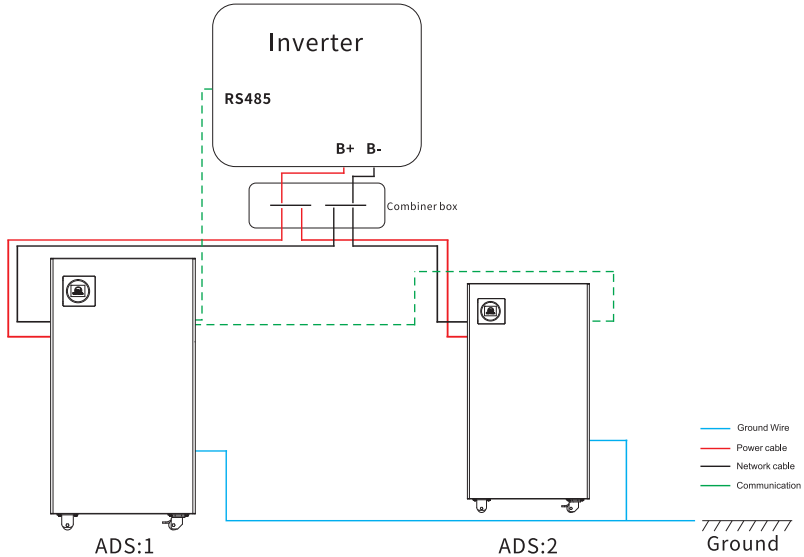 Inverter
RS485
B+ B-
Combiner box
Ground Wire
Power cable
Network cable
Communication
ADS:1
ADS:2
Ground